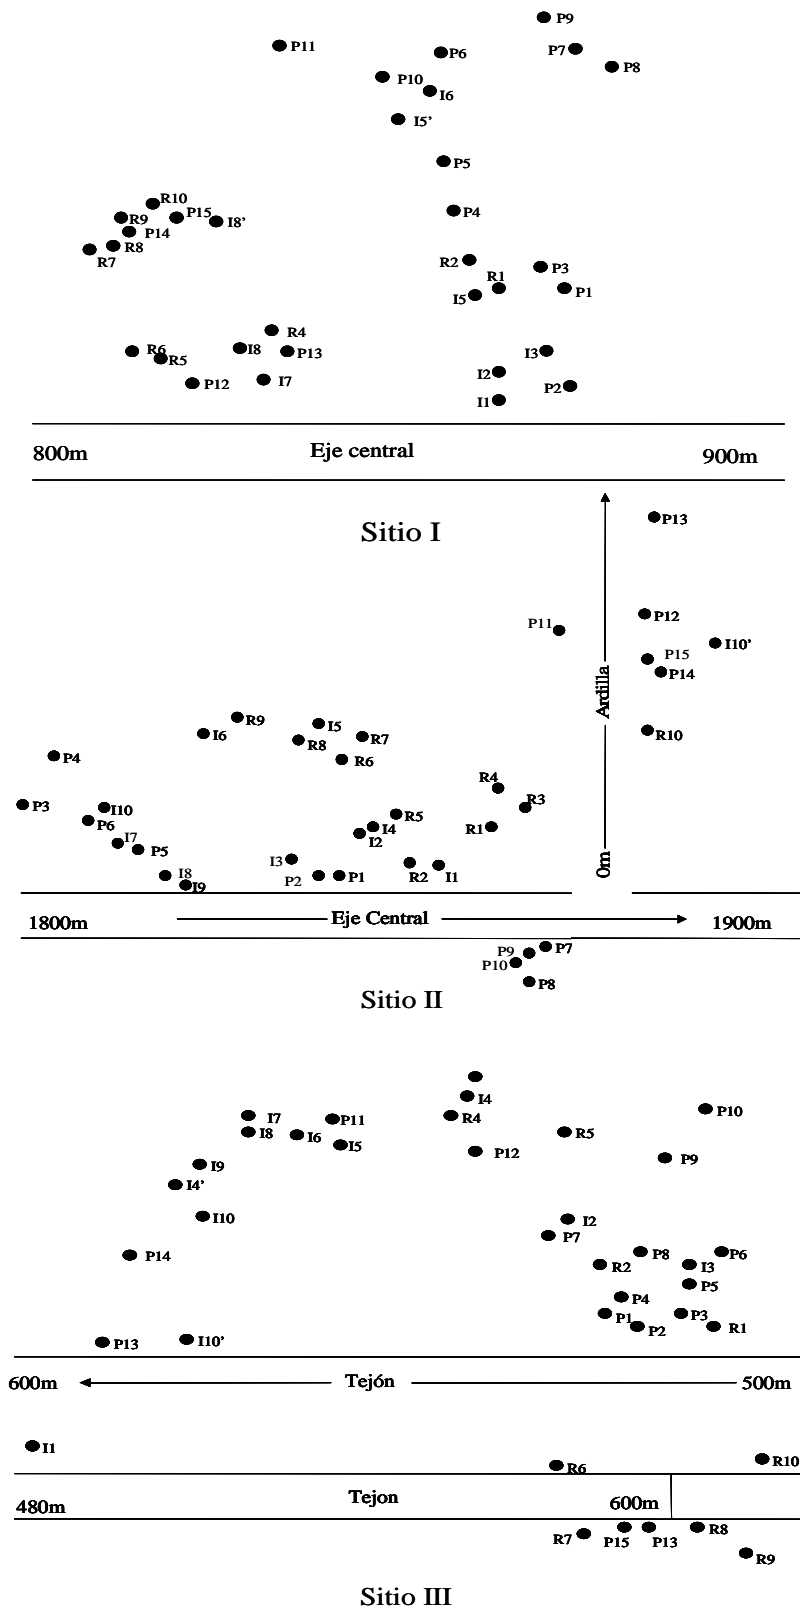 P9
P11
P6
P7
P8
P10
I6
I5’
P5
R10
P15
P4
R9
I8’
P14
R8
R7
R2
P3
R1
P1
I5
R4
R6
I8
P13
I3
R5
I2
P12
I7
P2
I1
800m
Eje central
900m
Sitio I
P13
P12
P11
I10’
P15
P14
Ardilla
R9
I5
I6
R8
R7
R10
P4
R6
R4
P3
I10
R3
R5
P6
I4
R1
I7
I2
P5
I3
I8
P2
P1
R2
I1
0m
I9
1800m
Eje Central
1900m
P9
P7
P10
P8
Sitio II
I4
I7
P11
R4
P10
I8
I6
R5
I5
P12
P9
I9
I4’
I10
I2
P7
P14
P8
P6
R2
I3
P5
P4
P1
P3
P2
R1
P13
I10’
600m
Tejón
500m
I1
R6
R10
480m
Tejon
600m
R7
P15
P13
R8
R9
Sitio III